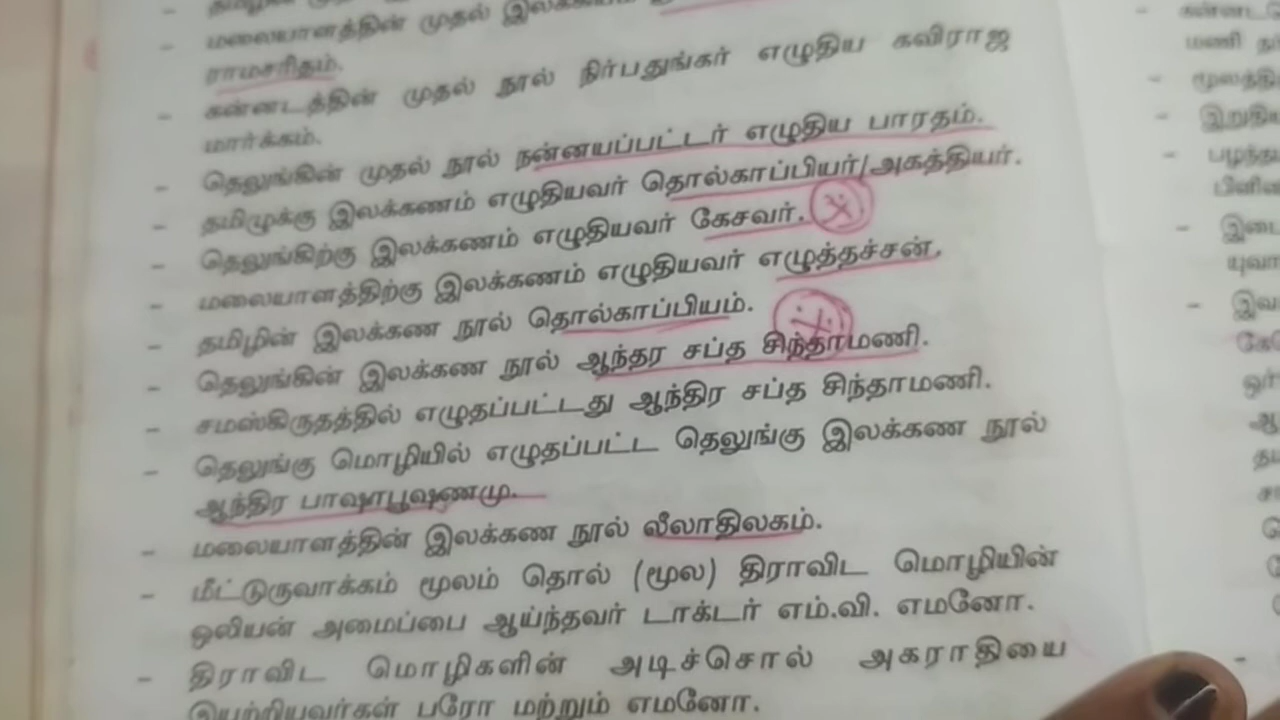 - மலையாளத்தின் முதல் இலக்கியம்
ராமசரிதம்.
- கன்னடத்தின் முதல் நூல் நிர்பதுங்கர் எழுதிய கவிராஜ
மார்க்கம்.
- தெலுங்கின் முதல் நூல் நன்னயப்பட்டர் எழுதிய பாரதம்.
- தமிழுக்கு இலக்கணம் எழுதியவர் தொல்காப்பியர்/அகத்தியர்.
- தெலுங்கிற்கு இலக்கணம் எழுதியவர் கேசவர்.
- மலையாளத்திற்கு இலக்கணம் எழுதியவர் எழுத்தச்சன்.
- தமிழின் இலக்கண நூல் தொல்காப்பியம்.
- தெலுங்கின் இலக்கண நூல் ஆந்தர சப்த சிந்தாமணி.
- சமஸ்கிருதத்தில் எழுதப்பட்டது ஆந்திர சப்த சிந்தாமணி.
- தெலுங்கு மொழியில் எழுதப்பட்ட தெலுங்கு இலக்கண நூல்
ஆந்திர பாஷாபூஷணமு.
- மலையாளத்தின் இலக்கண நூல் லீலாதிலகம்.
- மீட்டுருவாக்கம் மூலம் தொல் (மூல) திராவிட மொழியின்
ஒலியன் அமைப்பை ஆய்ந்தவர் டாக்டர் எம்.வி. எமனோ.
- திராவிட மொழிகளின் அடிச்சொல் அகராதியை
இயற்றியவர்கள் பரோ மற்றும் எமனோ.